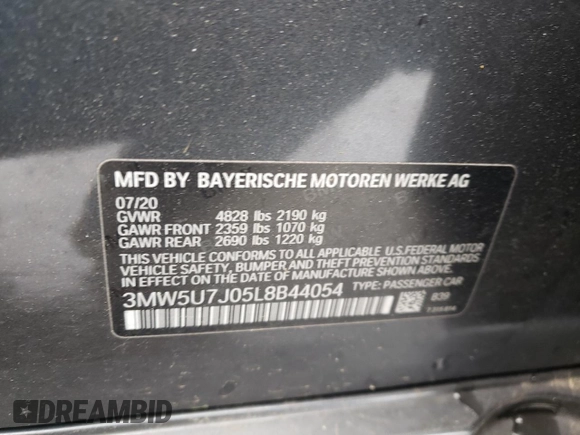 MFD BY BAYERISCHE MOTOREN WERKE AG
07/20
GVWR 4828 lbs 2190 kg
GAWR FRONT 2359 lbs 1070 kg
GAWR REAR 2690 lbs 1220 kg
THIS VEHICLE CONFORMS TO ALL APPLICABLE U.S. FEDERAL MOTOR
VEHICLE SAFETY, BUMPER AND THEFT PREVENTION STANDARDS
IN EFFECT ON THE DATE OF MANUFACTURE SHOWN ABOVE.
3MW5U7J05L8B44054 TYPE: PASSENGER CAR
B39
DREAMBID